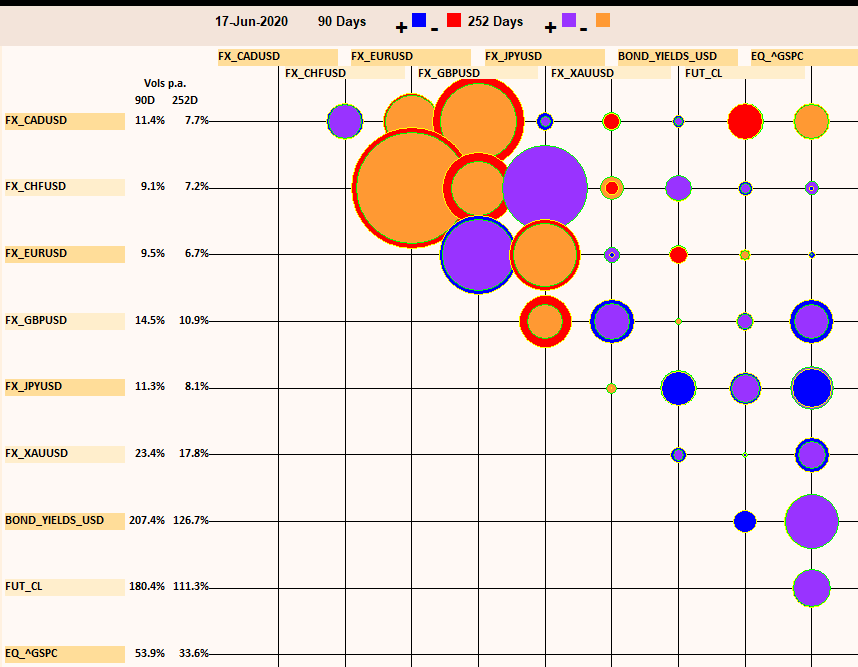 17-Jun-2020 90 Days + - 252 Days + -
FX_CADUSD FX_EURUSD FX_JPYUSD BOND_YIELDS_USD EQ_^GSPC
FX_CHFUSD FX_GBPUSD FX_XAUUSD FUT_CL
Vols p.a.
90D 252D
FX_CADUSD 11.4% 7.7%
FX_CHFUSD 9.1% 7.2%
FX_EURUSD 9.5% 6.7%
FX_GBPUSD 14.5% 10.9%
FX_JPYUSD 11.3% 8.1%
FX_XAUUSD 23.4% 17.8%
BOND_YIELDS_USD 207.4% 126.7%
FUT_CL 180.4% 111.3%
EQ_^GSPC 53.9% 33.6%